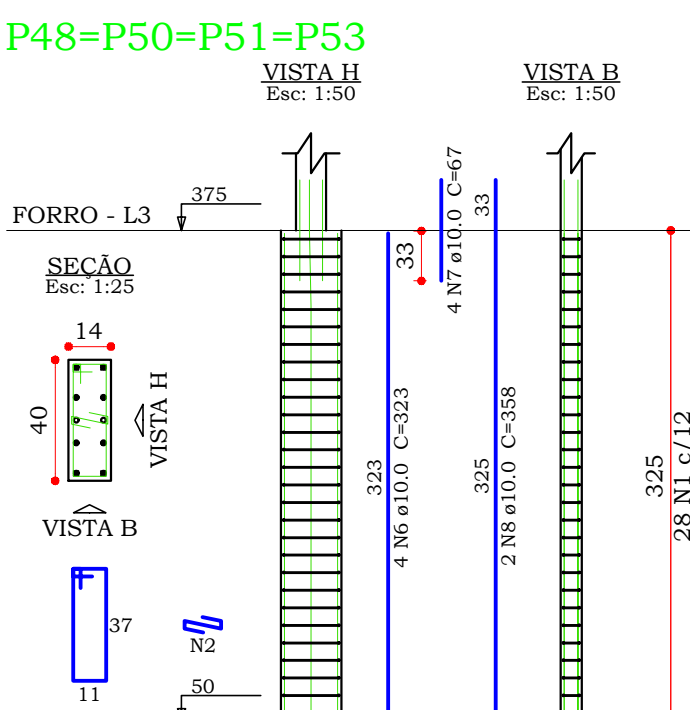 P48=P50=P51=P53
VISTA H
Esc: 1:50
VISTA B
Esc: 1:50
FORRO - L3
375
SEÇÃO
Esc: 1:25
14
40
VISTA H
VISTA B
37
11
N2
50
323
4 N6 ø10.0 C=323
33
4 N7 ø10.0 C=67
33
325
2 N8 ø10.0 C=358
325
28 N1 c/12